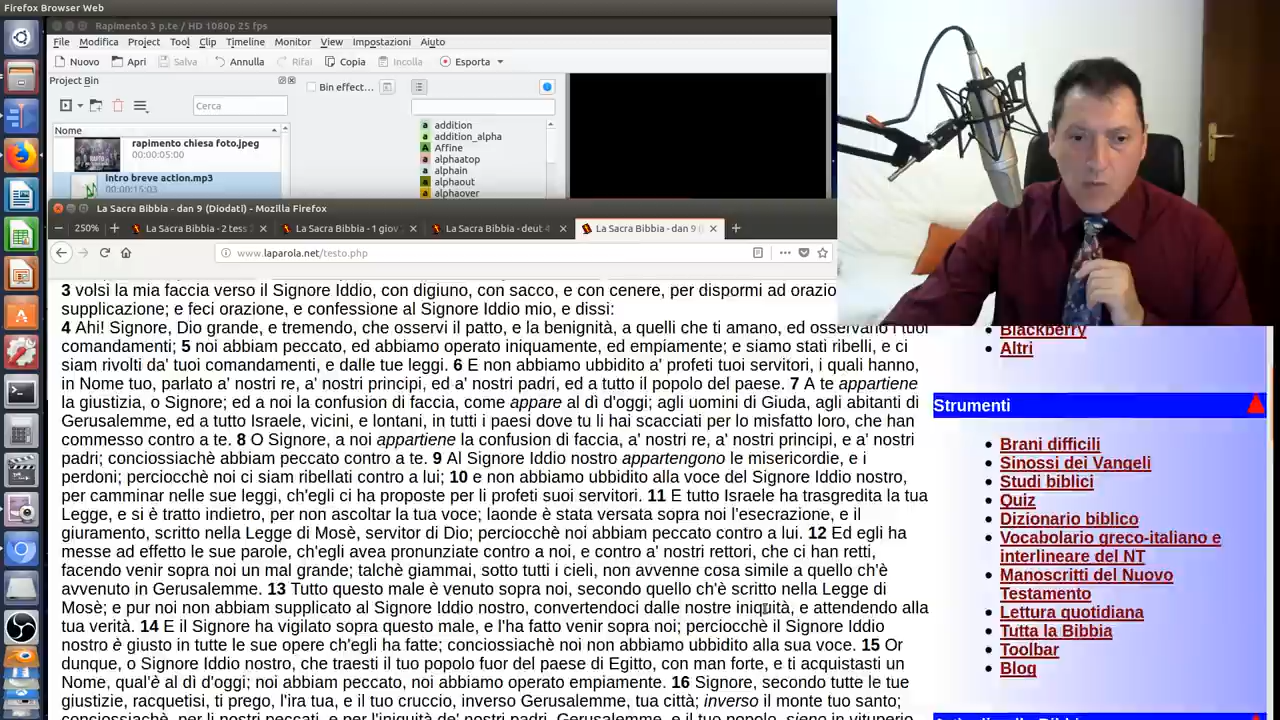 Firefox Browser Web
Rapimento 3 p.te / HD 1080p 25 fps
File Modifica Project Tool Clip Timeline Monitor View Impostazioni Aiuto
Nuovo Apri Salva Annulla Rifai Copia Incolla Esporta
Project Bin
Bin effect...
Cerca
Nome
rapimento chiesa foto.jpeg
00:00:05:00
intro breve action.mp3
00:00:15:03
addition
addition_alpha
Affine
alphaatop
alphain
alphaout
alphaover
La Sacra Bibbia - dan 9 (Diodati) - Mozilla Firefox
250% La Sacra Bibbia - 2 tess La Sacra Bibbia - 1 giov La Sacra Bibbia - deut 4 La Sacra Bibbia - dan 9 (
www.laparola.net/testo.php
3 volsi la mia faccia verso il Signore Iddio, con digiuno, con sacco, e con cenere, per dispormi ad orazio
supplicazione; e feci orazione, e confessione al Signore Iddio mio, e dissi:
4 Ahi! Signore, Dio grande, e tremendo, che osservi il patto, e la benignità, a quelli che ti amano, ed osservano i tuoi
comandamenti; 5 noi abbiam peccato, ed abbiamo operato iniquamente, ed empiamente; e siamo stati ribelli, e ci
siam rivolti da' tuoi comandamenti, e dalle tue leggi. 6 E non abbiamo ubbidito a' profeti tuoi servitori, i quali hanno,
in Nome tuo, parlato a' nostri re, a' nostri principi, ed a' nostri padri, ed a tutto il popolo del paese. 7 A te appartiene
la giustizia, o Signore; ed a noi la confusion di faccia, come appare al dì d'oggi; agli uomini di Giuda, agli abitanti di
Gerusalemme, ed a tutto Israele, vicini, e lontani, in tutti i paesi dove tu li hai scacciati per lo misfatto loro, che han
commesso contro a te. 8 O Signore, a noi appartiene la confusion di faccia, a' nostri re, a' nostri principi, e a' nostri
padri; conciossiachè abbiam peccato contro a te. 9 Al Signore Iddio nostro appartengono le misericordie, e i
perdoni; perciocchè noi ci siam ribellati contro a lui; 10 e non abbiamo ubbidito alla voce del Signore Iddio nostro,
per camminar nelle sue leggi, ch'egli ci ha proposte per li profeti suoi servitori. 11 E tutto Israele ha trasgredita la tua
Legge, e si è tratto indietro, per non ascoltar la tua voce; laonde è stata versata sopra noi l'esecrazione, e il
giuramento, scritto nella Legge di Mosè, servitor di Dio; perciocchè noi abbiam peccato contro a lui. 12 Ed egli ha
messe ad effetto le sue parole, ch'egli avea pronunziate contro a noi, e contro a' nostri rettori, che ci han retti,
facendo venir sopra noi un mal grande; talchè giammai, sotto tutti i cieli, non avvenne cosa simile a quello ch'è
avvenuto in Gerusalemme. 13 Tutto questo male è venuto sopra noi, secondo quello ch'è scritto nella Legge di
Mosè; e pur noi non abbiam supplicato al Signore Iddio nostro, convertendoci dalle nostre iniquità, e attendendo alla
tua verità. 14 E il Signore ha vigilato sopra questo male, e l'ha fatto venir sopra noi; perciocchè il Signore Iddio
nostro è giusto in tutte le sue opere ch'egli ha fatte; conciossiachè noi non abbiamo ubbidito alla sua voce. 15 Or
dunque, o Signore Iddio nostro, che traesti il tuo popolo fuor del paese di Egitto, con man forte, e ti acquistasti un
Nome, qual'è al dì d'oggi; noi abbiam peccato, noi abbiamo operato empiamente. 16 Signore, secondo tutte le tue
giustizie, racquetisi, ti prego, l'ira tua, e il tuo cruccio, inverso Gerusalemme, tua città; inverso il monte tuo santo;
conciossiachè, per li nostri peccati, e per l'iniquità de' nostri padri, Gerusalemme, e il tuo popolo, sieno in vituperio
Blackberry
Altri
Strumenti
Brani difficili
Sinossi dei Vangeli
Studi biblici
Quiz
Dizionario biblico
Vocabolario greco-italiano e
interlineare del NT
Manoscritti del Nuovo
Testamento
Lettura quotidiana
Tutta la Bibbia
Toolbar
Blog